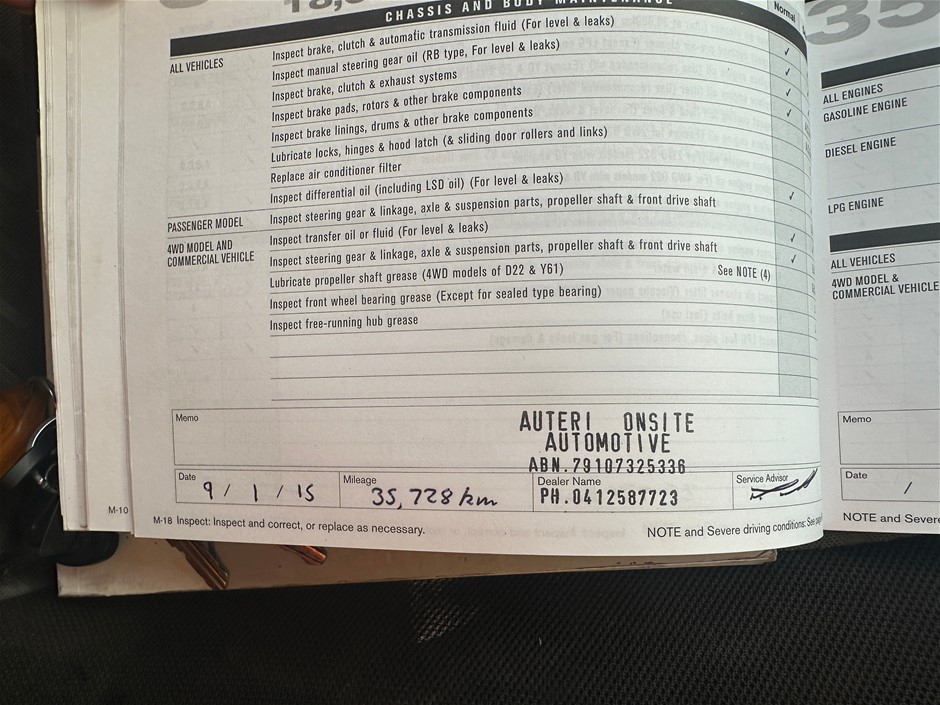 18,
CHASSIS AND BODY MAINTENANCE
Normal
ALL VEHICLES
Inspect brake, clutch & automatic transmission fluid (For level & leaks) ✓
Inspect manual steering gear oil (RB type, For level & leaks) ✓
Inspect brake, clutch & exhaust systems ✓
Inspect brake pads, rotors & other brake components ✓
Inspect brake linings, drums & other brake components
Lubricate locks, hinges & hood latch (& sliding door rollers and links)
Replace air conditioner filter
Inspect differential oil (including LSD oil) (For level & leaks) ✓
PASSENGER MODEL
Inspect steering gear & linkage, axle & suspension parts, propeller shaft & front drive shaft
4WD MODEL AND
COMMERCIAL VEHICLE
Inspect transfer oil or fluid (For level & leaks) ✓
Inspect steering gear & linkage, axle & suspension parts, propeller shaft & front drive shaft ✓
Lubricate propeller shaft grease (4WD models of D22 & Y61) See NOTE (4)
Inspect front wheel bearing grease (Except for sealed type bearing)
Inspect free-running hub grease
Memo
AUTERI ONSITE
AUTOMOTIVE
ABN.79107325336
Date
9/1/15
Mileage
35,728 km
Dealer Name
PH.0412587723
Service Advisor
M-10
M-18 Inspect: Inspect and correct, or replace as necessary.
NOTE and Severe driving conditions: See
35
ALL ENGINES
GASOLINE ENGINE
DIESEL ENGINE
LPG ENGINE
ALL VEHICLES
4WD MODEL &
COMMERCIAL VEHICLE
Memo
Date
/
NOTE and Severe